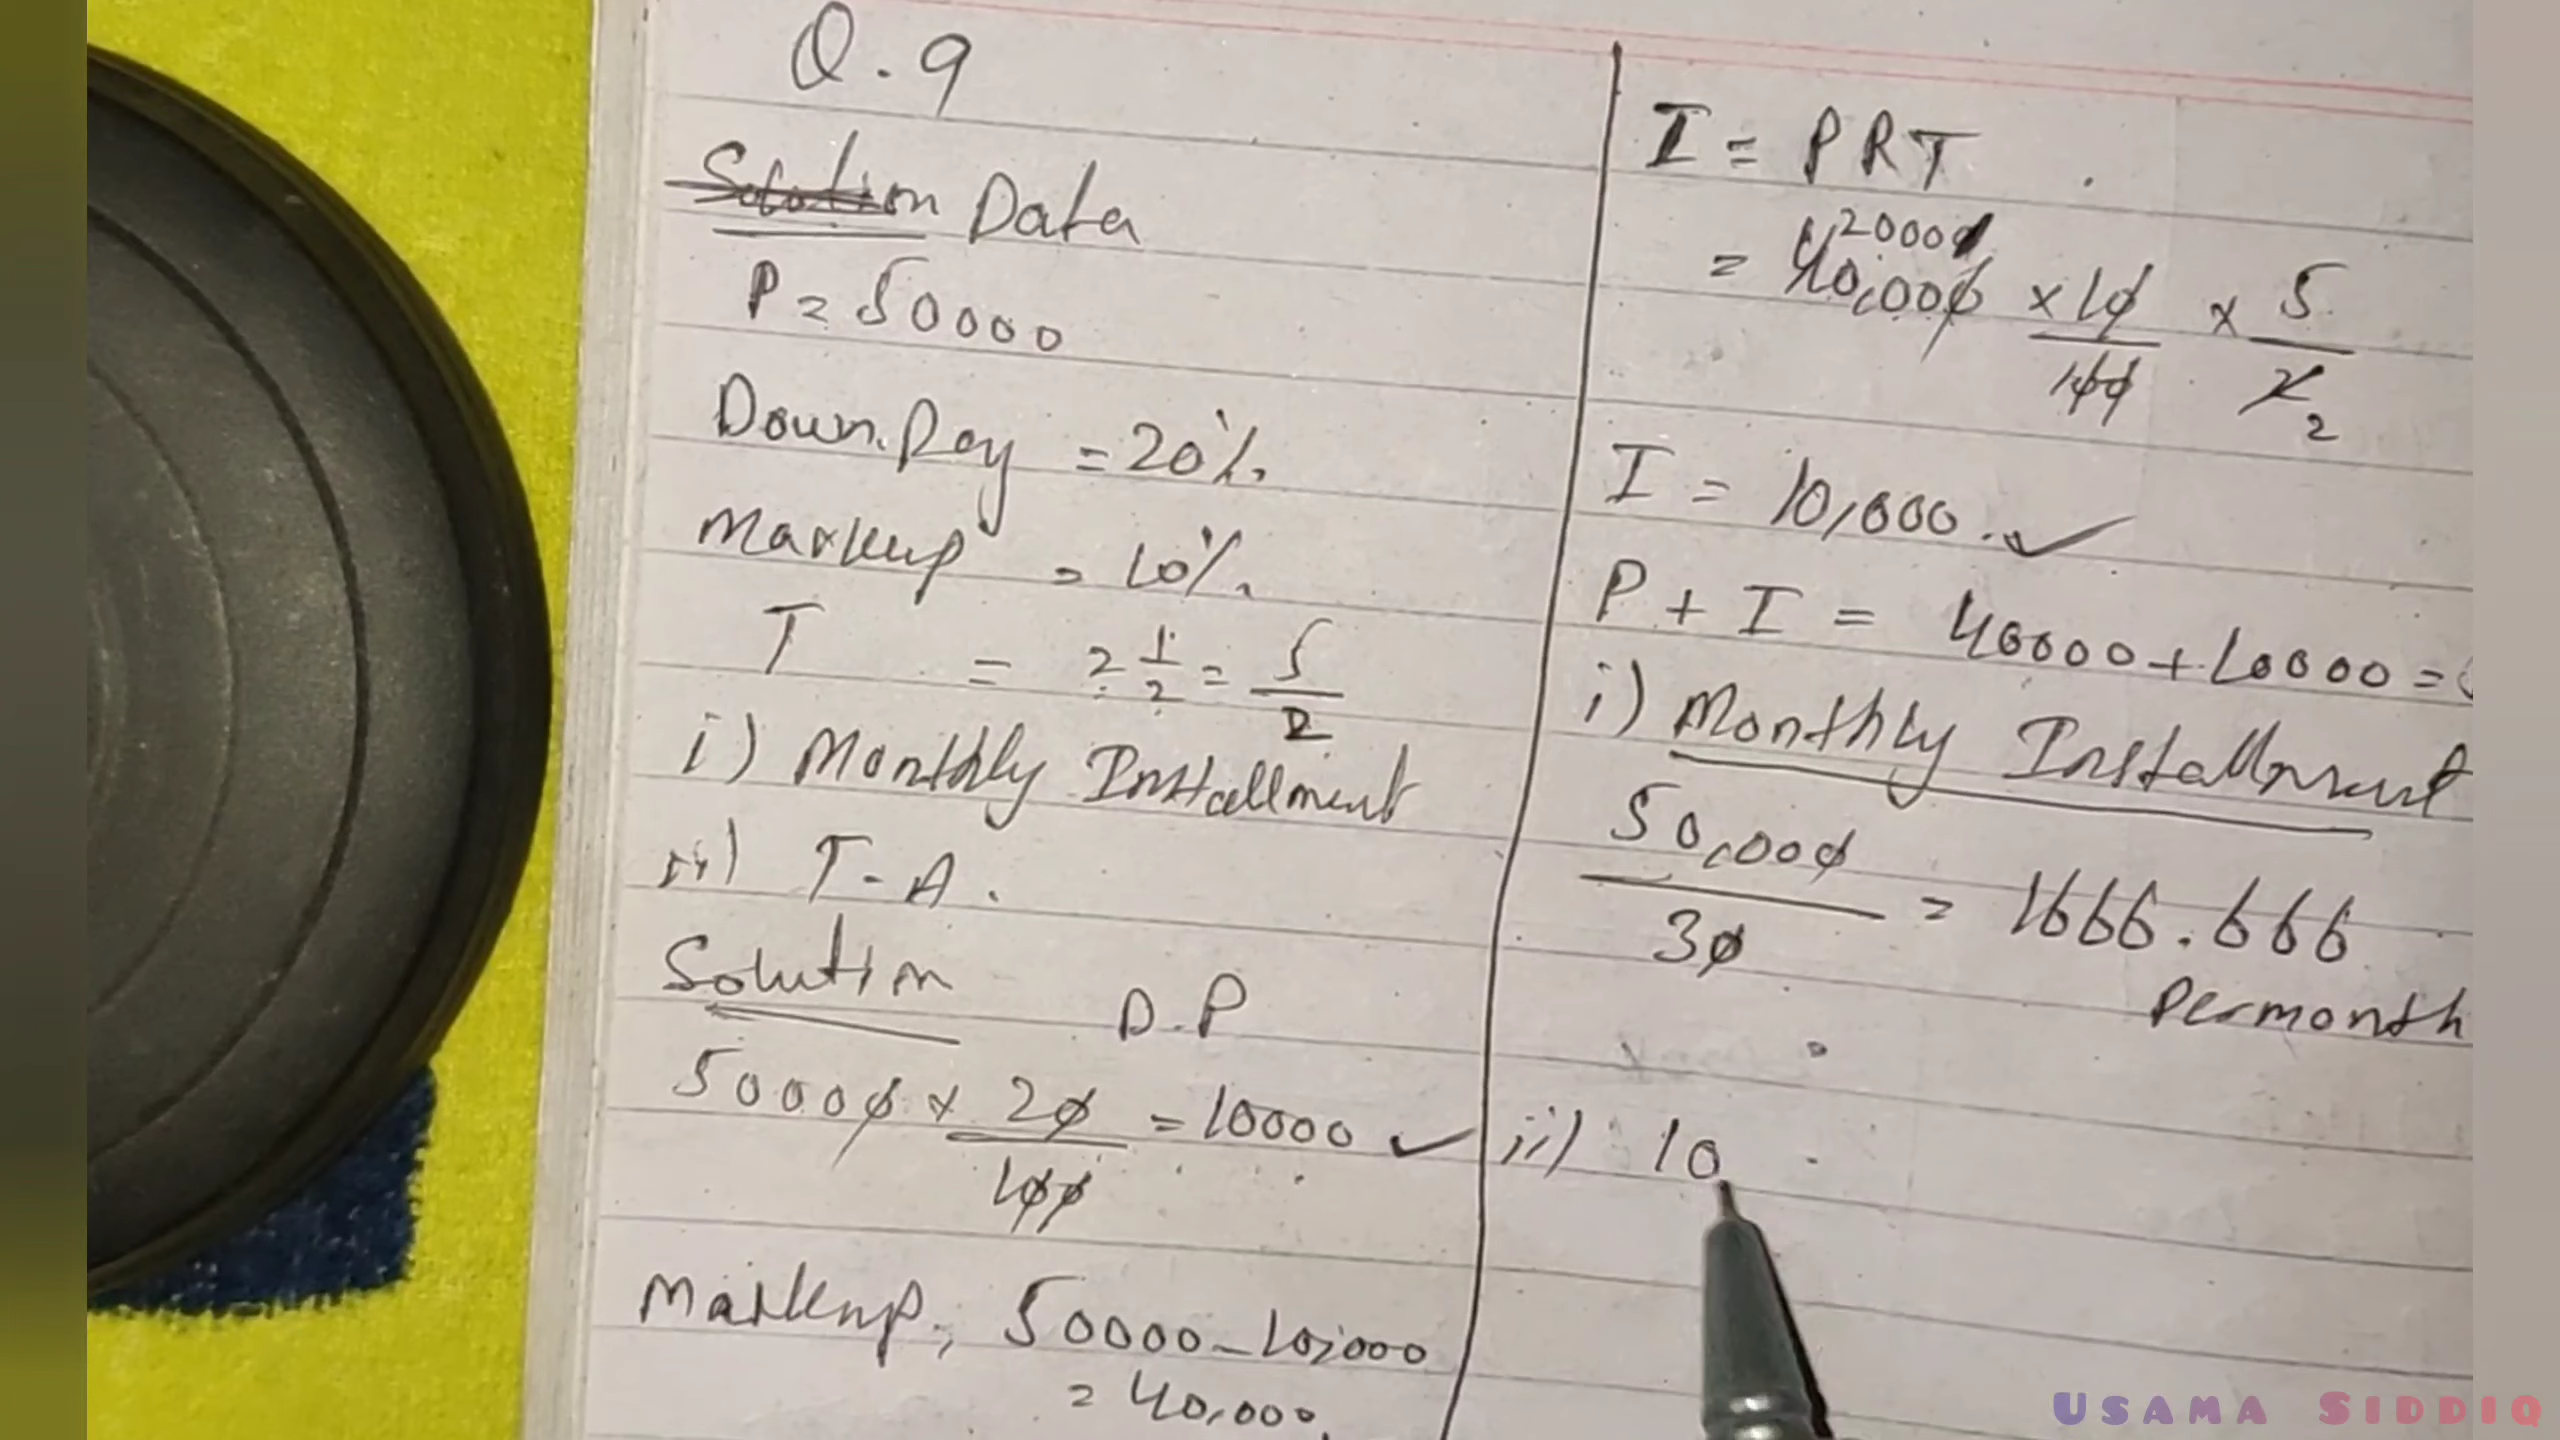 Q.9
Solution Data
P = 50000
Down.Pay = 20%.
Markup = 10%.
T = 2 1/2 = 5/2
i) Monthly Installment
ii) T-A.
Solution D.P
50000 x 20/100 = 10000 ✓
Markup, 50000-10,000
= 40,000.
I = PRT
20000
= 40,000 x 10/100 x 5/2
2
I = 10,000. ✓
P + I = 40000+10000 =
i) Monthly Installment
50,000/30 = 1666.666
Permonth
ii) 10
USAMA SIDDIQ